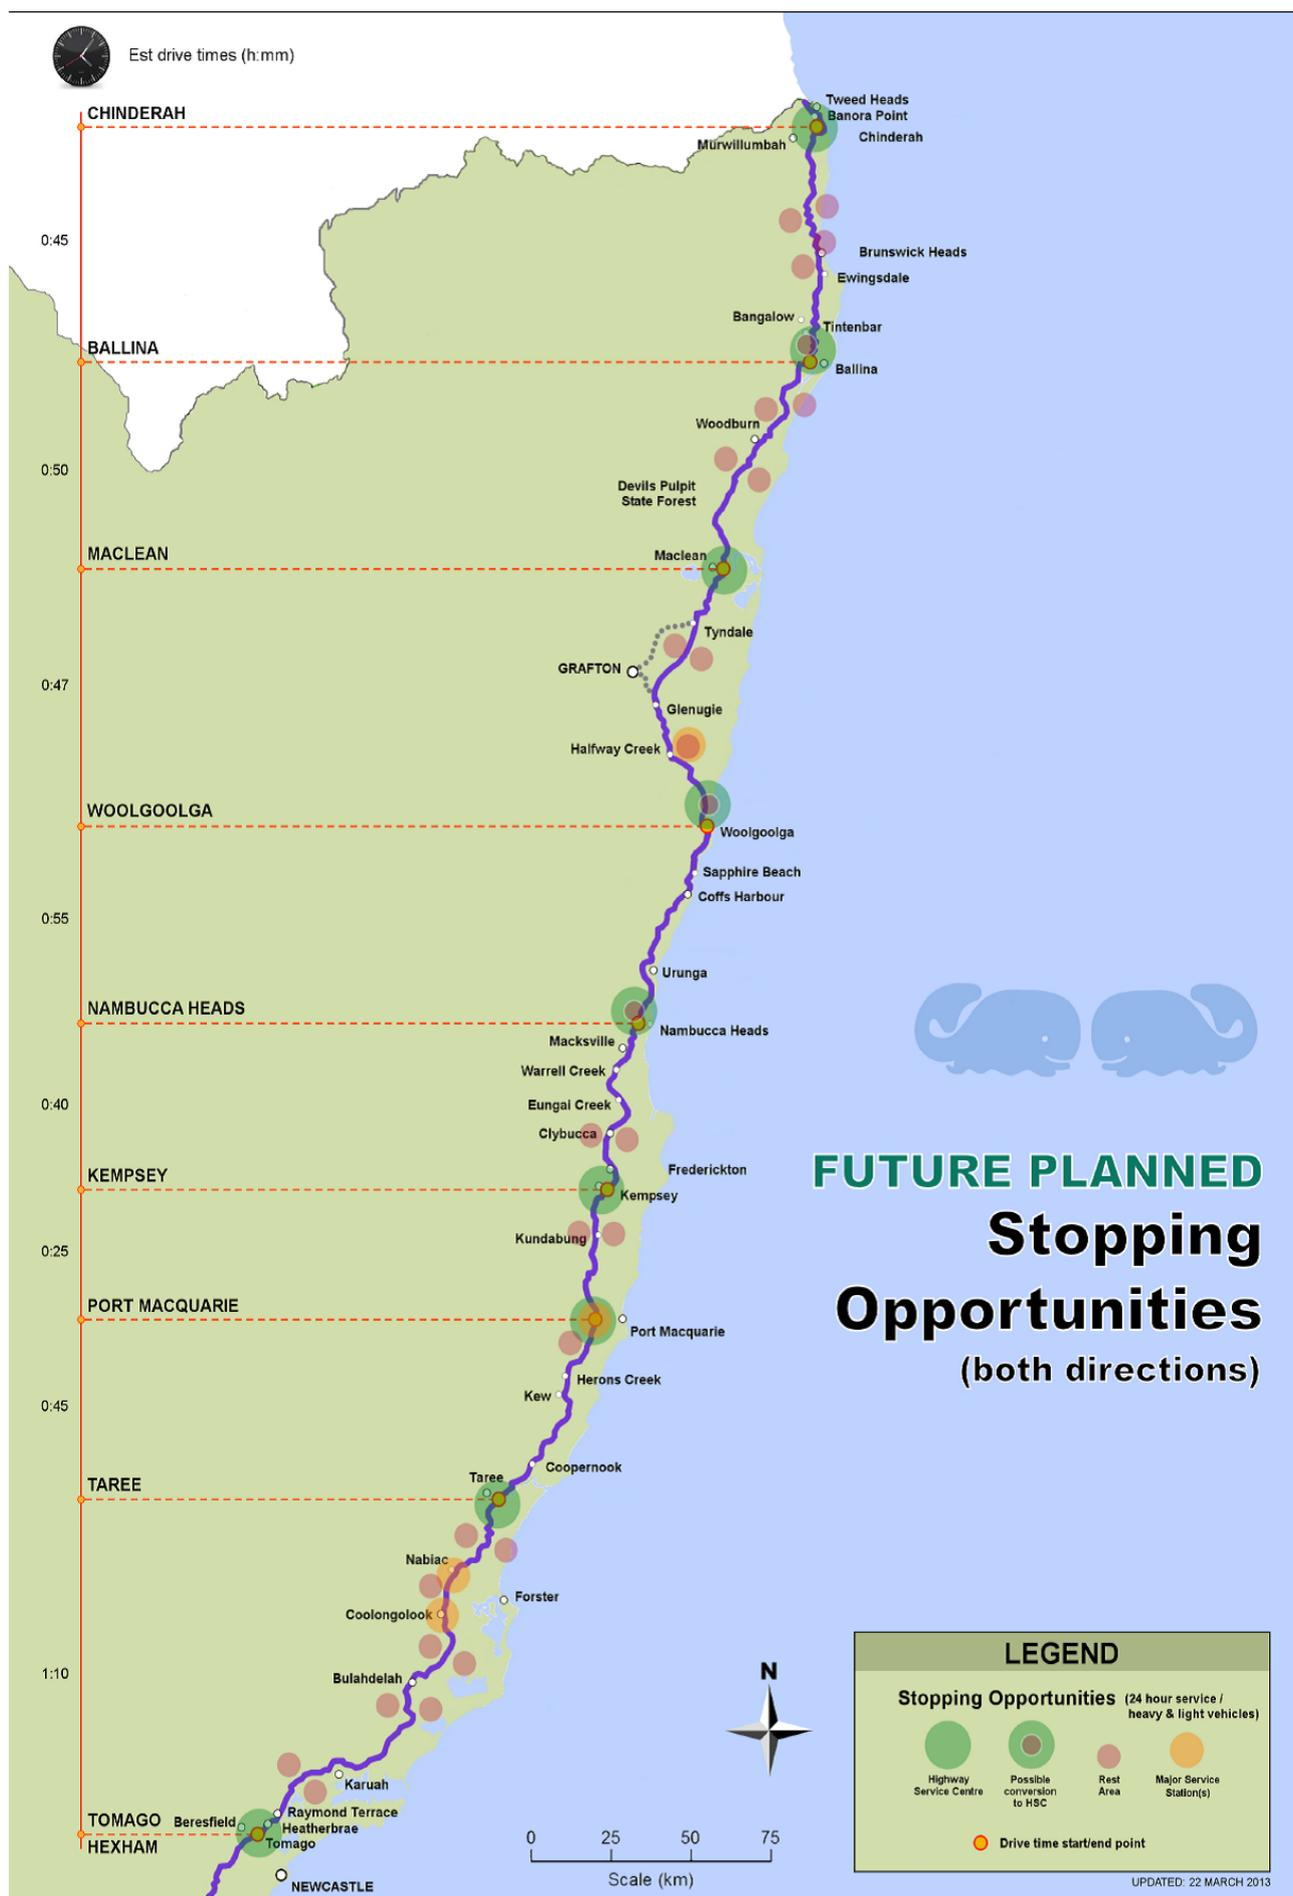 Est drive times (h:mm)
CHINDERAH
Tweed Heads
Banora Point
Chinderah
Murwillumbah
0:45
Brunswick Heads
Ewingsdale
Bangalow
Tintenbar
BALLINA
Ballina
Woodburn
0:50
Devils Pulpit
State Forest
MACLEAN
Maclean
Tyndale
GRAFTON
0:47
Glenugie
Halfway Creek
WOOLGOOLGA
Woolgoolga
Sapphire Beach
Coffs Harbour
0:55
Urunga
NAMBUCCA HEADS
Nambucca Heads
Macksville
Warrell Creek
0:40
Eungai Creek
Clybucca
KEMPSEY
Frederickton
Kempsey
Kundabung
0:25
PORT MACQUARIE
Port Macquarie
Herons Creek
Kew
0:45
Coopernook
TAREE
Taree
Nabiac
Forster
Coolongolook
1:10
Bulahdelah
Karuah
Raymond Terrace
TOMAGO
Beresfield
Heatherbrae
HEXHAM
Tomago
NEWCASTLE
FUTURE PLANNED
Stopping
Opportunities
(both directions)
N
0 25 50 75
Scale (km)
LEGEND
Stopping Opportunities (24 hour service /
heavy & light vehicles)
Highway
Service Centre
Possible
conversion
to HSC
Rest
Area
Major Service
Station(s)
Drive time start/end point
UPDATED: 22 MARCH 2013